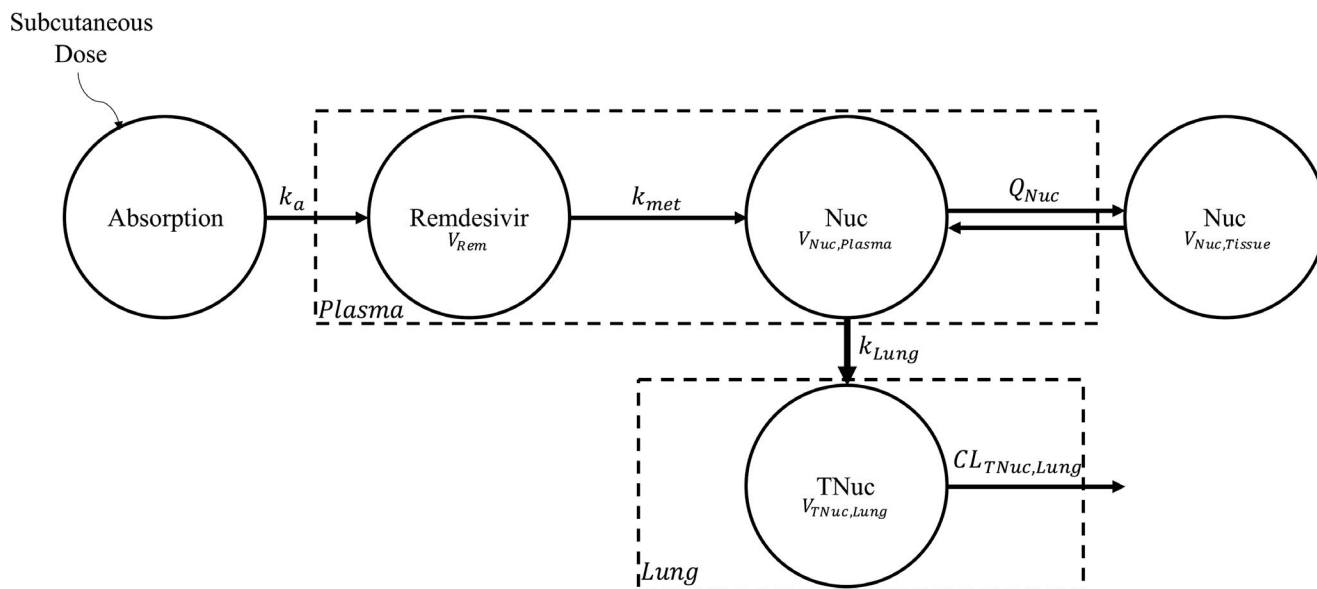 Subcutaneous
Dose
Absorption
k_a
Remdesivir
V_Rem
k_met
Nuc
V_Nuc,Plasma
Q_Nuc
Nuc
V_Nuc,Tissue
Plasma
k_Lung
TNuc
V_TNuc,Lung
CL_TNuc,Lung
Lung